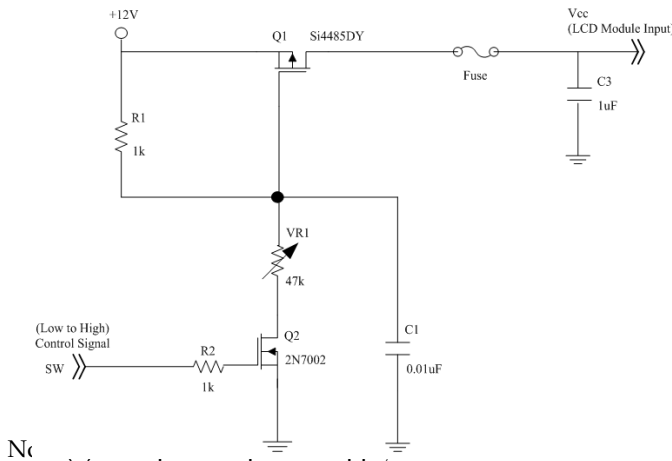 +12V
Q1
Si4485DY
Vcc
(LCD Module Input)
Fuse
C3
1uF
R1
1k
VR1
47k
(Low to High)
Control Signal
SW
R2
1k
Q2
2N7002
C1
0.01uF